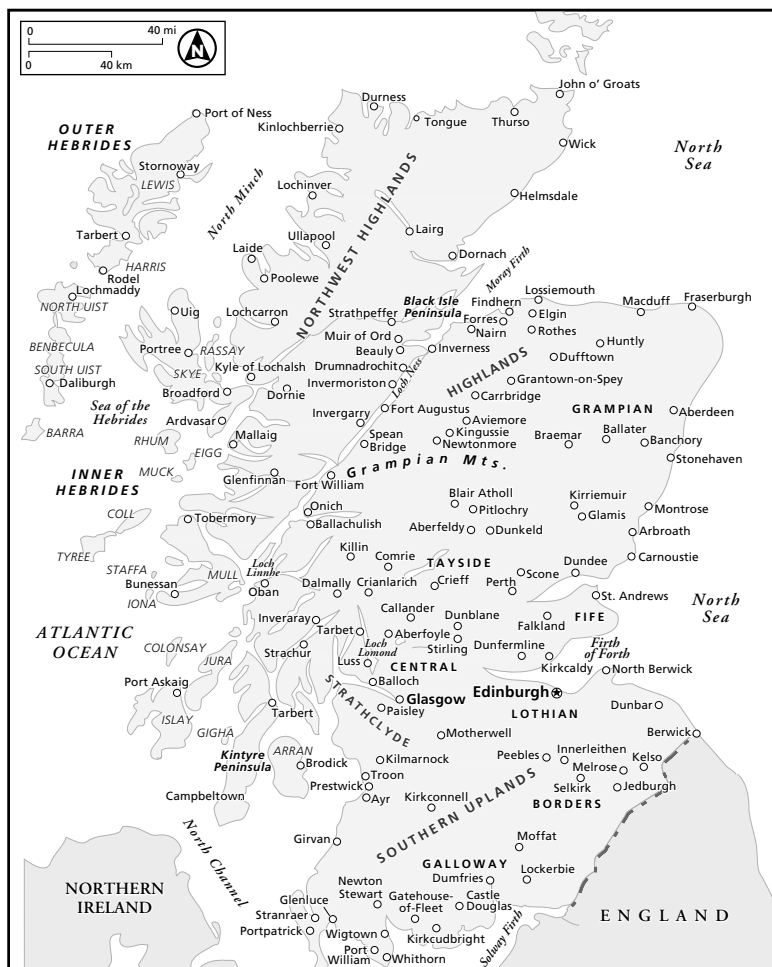 0 40 mi
0 40 km
N
John o' Groats
Durness
Tongue
Thurso
Port of Ness
Kinlochberrie
OUTER
HEBRIDES
Wick
North
Sea
Stornoway
LEWIS
North Minch
Lochinver
Helmsdale
NORTHWEST HIGHLANDS
Tarbert
Ullapool
Lairg
Laide
Dornach
HARRIS
Rodel
Poolewe
Moray Firth
Lochmaddy
NORTH UIST
Uig
Lochcarron
Strathpeffer
Black Isle
Peninsula
Findhern
Lossiemouth
Elgin
Macduff
Fraserburgh
Forres
Nairn
Rothes
BENBECULA
Portree
RASSAY
Muir of Ord
Beauly
Inverness
Huntly
Dufftown
SOUTH UIST
Daliburgh
SKYE
Kyle of Lochalsh
Drumnadrochit
Loch Ness
HIGHLANDS
Broadford
Dornie
Invermoriston
Grantown-on-Spey
Carrbridge
Sea of the
Hebrides
Ardvasar
Invergarry
Fort Augustus
GRAMPIAN
Aberdeen
Aviemore
BARRA
RHUM
Mallaig
EIGG
Spean
Bridge
Kingussie
Newtonmore
Braemar
Ballater
Banchory
Stonehaven
Grampian Mts.
INNER
HEBRIDES
MUCK
Glenfinnan
Fort William
COLL
Tobermory
Onich
Ballachulish
Blair Atholl
Pitlochry
Kirriemuir
Glamis
Montrose
Aberfeldy
Dunkeld
Arbroath
TYREE
STAFFA
MULL
Loch
Linnhe
Killin
Comrie
TAYSIDE
Dundee
Carnoustie
Bunessan
IONA
Oban
Dalmally
Crianlarich
Crieff
Perth
Scone
St. Andrews
North
Sea
ATLANTIC
OCEAN
Inveraray
Callander
Dunblane
Falkland
FIFE
COLONSAY
Tarbet
Aberfoyle
Stirling
Dunfermline
Firth
of Forth
Strachur
Loch
Lomond
Luss
CENTRAL
Kirkcaldy
North Berwick
JURA
Port Askaig
Balloch
STRATHCLYDE
Glasgow
Edinburgh
Paisley
LOTHIAN
Dunbar
ISLAY
GIGHA
Tarbert
Motherwell
Berwick
Kintyre
Peninsula
ARRAN
Brodick
Kilmarnock
Troon
Peebles
Innerleithen
Melrose
Kelso
Prestwick
Selkirk
Jedburgh
Campbeltown
Ayr
Kirkconnell
SOUTHERN UPLANDS
BORDERS
North Channel
Girvan
Moffat
GALLOWAY
Dumfries
Lockerbie
NORTHERN
IRELAND
Newton
Stewart
Gatehouse-
of-Fleet
Castle
Douglas
Glenluce
Stranraer
Portpatrick
Wigtown
Kirkcudbright
Solway Firth
ENGLAND
Port
William
Whithorn